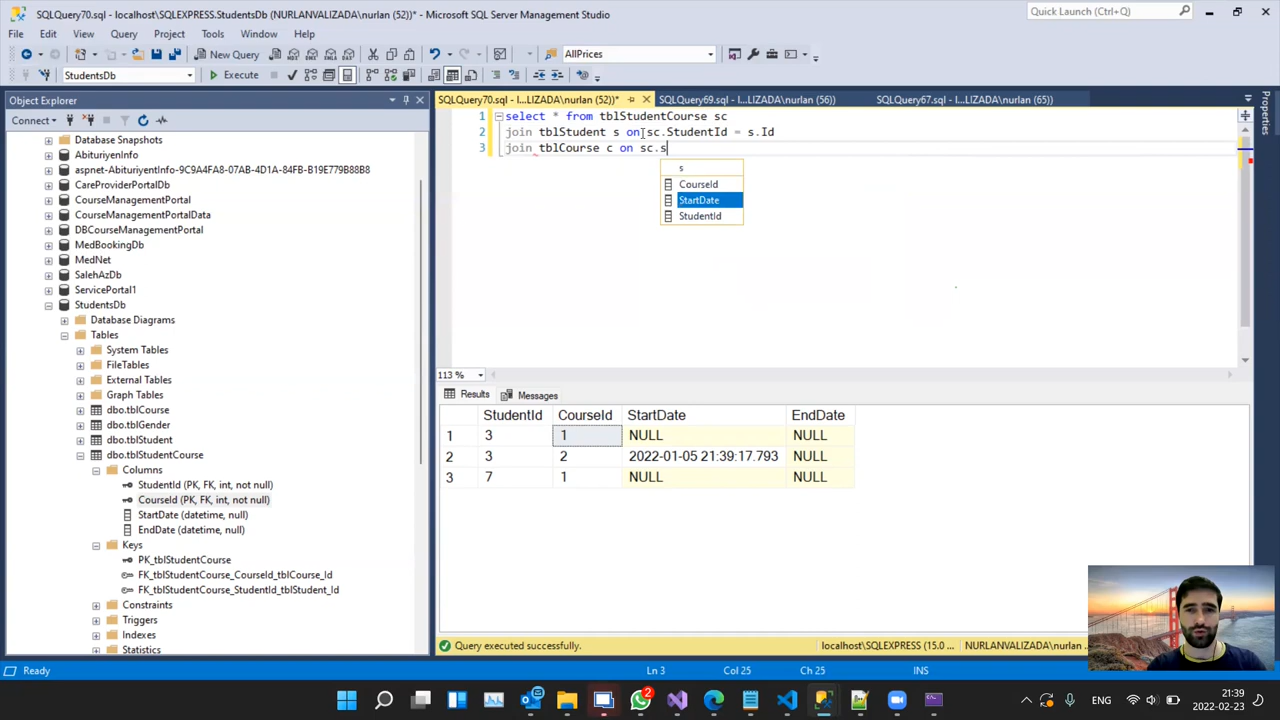 SQLQuery70.sql - localhost\SQLEXPRESS.StudentsDb (NURLANVALIZADA\nurlan (52))* - Microsoft SQL Server Management Studio
Quick Launch (Ctrl+Q)
File Edit View Query Project Tools Window Help
New Query
MDX DMX XMLA DAX
AllPrices
StudentsDb
Execute
Object Explorer
SQLQuery70.sql - l...LIZADA\nurlan (52))*
SQLQuery69.sql - l...LIZADA\nurlan (56))
SQLQuery67.sql - l...LIZADA\nurlan (65))
Connect
Database Snapshots
AbituriyenInfo
aspnet-AbituriyentInfo-9C9A4FA8-07AB-4D1A-84FB-B19E779B88B8
CareProviderPortalDb
CourseManagementPortal
CourseManagementPortalData
DBCourseManagementPortal
MedBookingDb
MedNet
SalehAzDb
ServicePortal1
StudentsDb
Database Diagrams
Tables
System Tables
FileTables
External Tables
Graph Tables
dbo.tblCourse
dbo.tblGender
dbo.tblStudent
dbo.tblStudentCourse
Columns
StudentId (PK, FK, int, not null)
CourseId (PK, FK, int, not null)
StartDate (datetime, null)
EndDate (datetime, null)
Keys
PK_tblStudentCourse
FK_tblStudentCourse_CourseId_tblCourse_Id
FK_tblStudentCourse_StudentId_tblStudent_Id
Constraints
Triggers
Indexes
Statistics
1 select * from tblStudentCourse sc
2 join tblStudent s on sc.StudentId = s.Id
3 join tblCourse c on sc.s
s
CourseId
StartDate
StudentId
113 %
Results Messages
StudentId CourseId StartDate EndDate
1 3 1 NULL NULL
2 3 2 2022-01-05 21:39:17.793 NULL
3 7 1 NULL NULL
Query executed successfully.
localhost\SQLEXPRESS (15.0 ...
NURLANVALIZADA\nurlan ...
Ready
Ln 3
Col 25
Ch 25
INS
2
ENG
21:39
2022-02-23